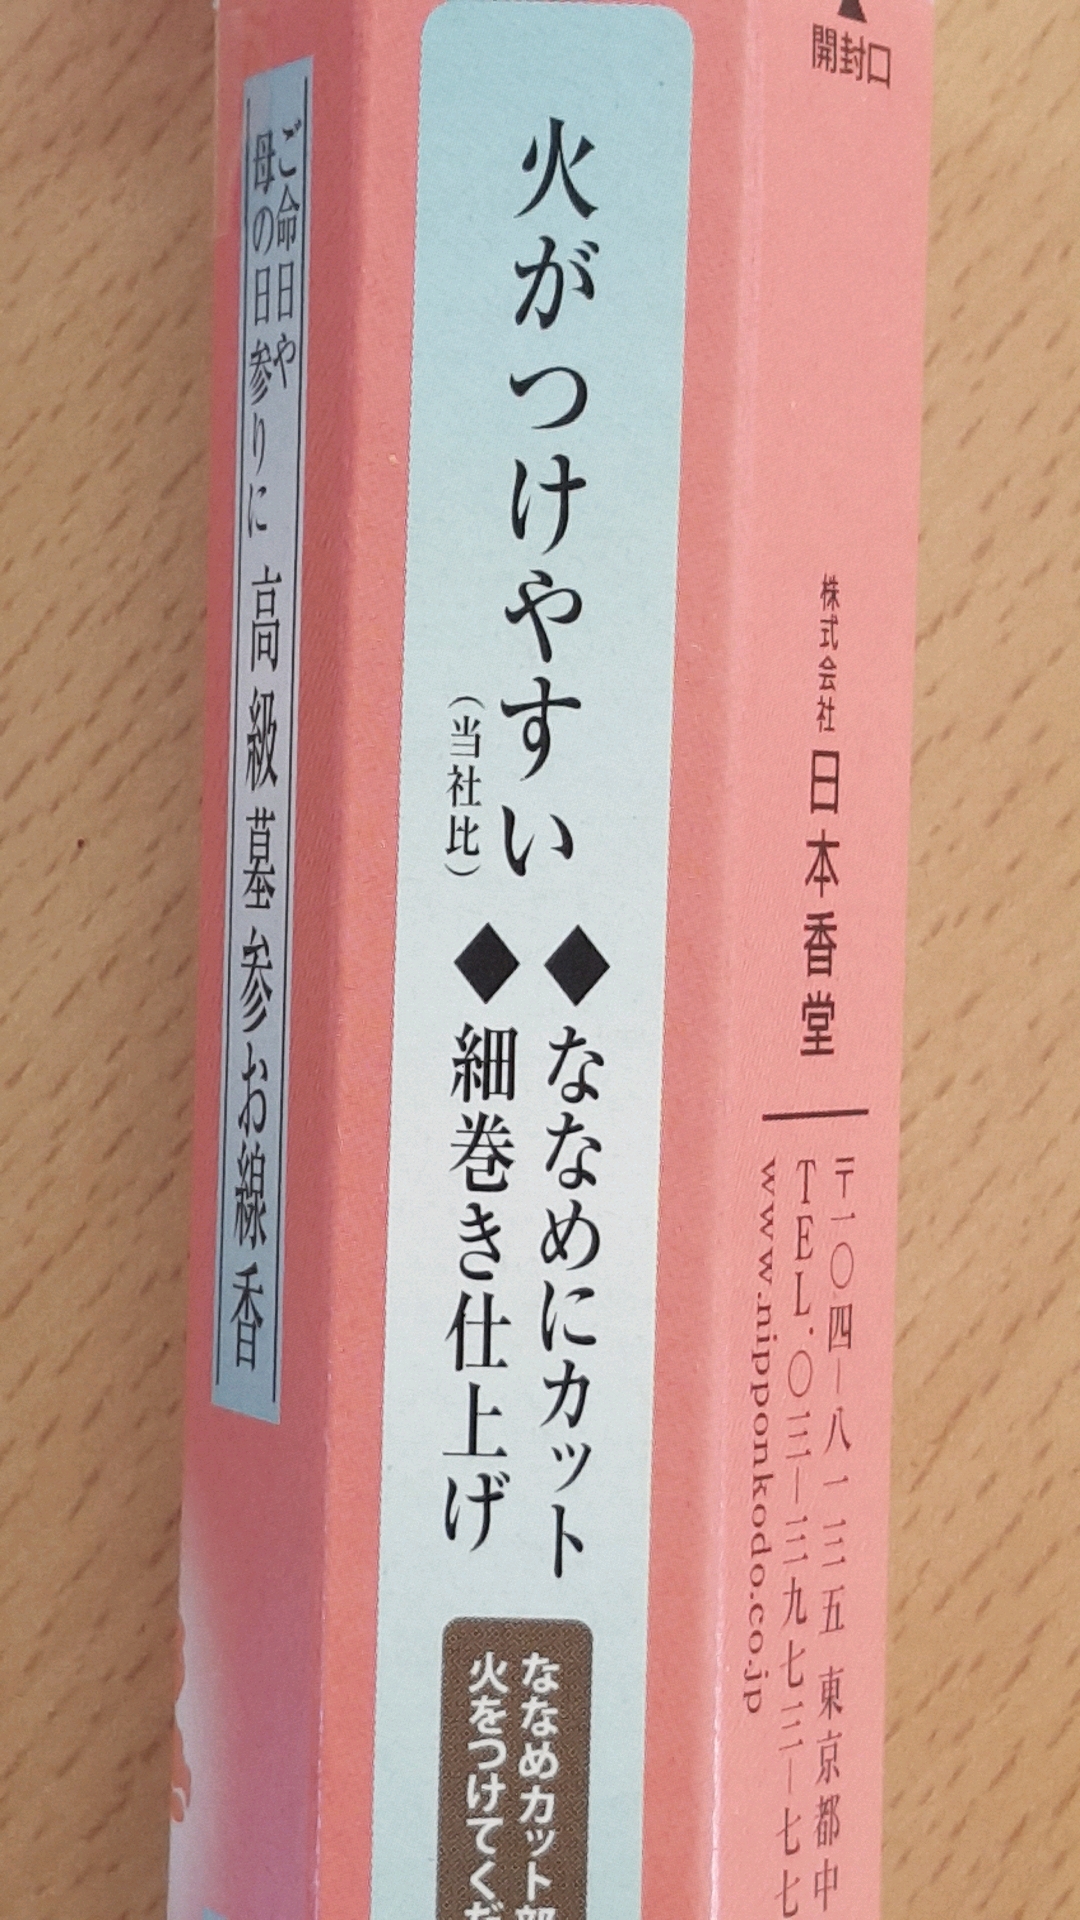 開封口
株式会社 日本香堂
〒一〇四－八一三五 東京都中
TEL.〇三－三九七三－七七
www.nipponkodo.co.jp
火がつけやすい
（当社比）
◆ななめにカット
◆細巻き仕上げ
ななめカット部
火をつけてくだ
ご命日や
母の日参りに
高級墓参お線香